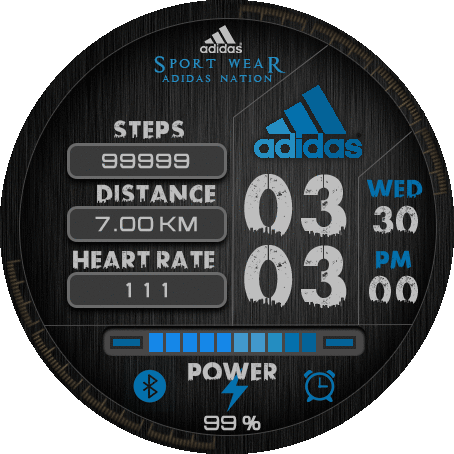 adidas
SPORT WEAR
ADIDAS NATION
STEPS
99999
DISTANCE
7.00 KM
HEART RATE
111
adidas
03
03
WED
30
PM
00
POWER
99 %